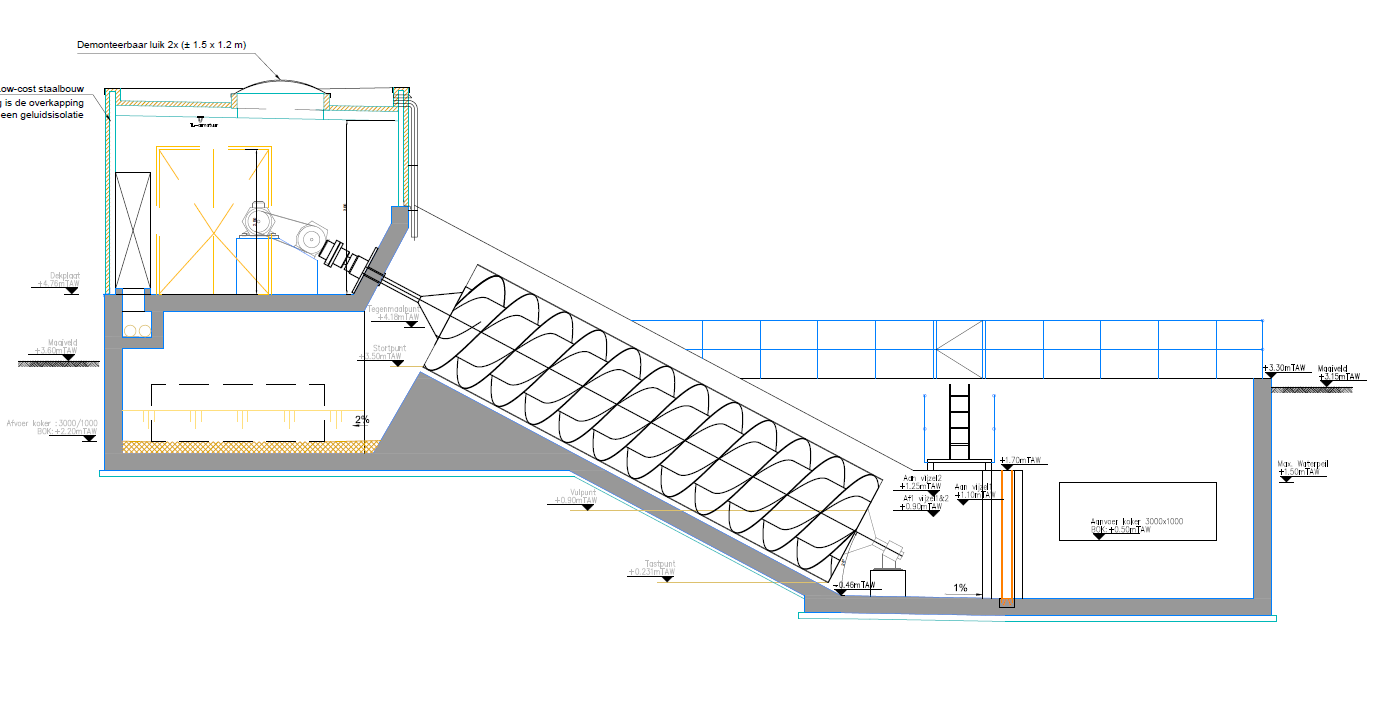 Demonteerbaar luik 2x (± 1.5 x 1.2 m)
ow-cost staalbouw
g is de overkapping
een geluidsisolatie
Dekplaat
+4.76mTAW
Maaiveld
+3.60mTAW
Tegenmaalpunt
+4.18mTAW
Stortpunt
+3.50mTAW
Afvoer koker :3000/1000
BOK:+2.20mTAW
2%
+3.30mTAW
Maaiveld
+3.15mTAW
+1.70mTAW
Max. Waterpeil
+1.50mTAW
Aan vijzel2
+1.25mTAW
Aan vijzel1
+1.10mTAW
Afl vijzel1&2
+0.90mTAW
Vulpunt
+0.90mTAW
Aanvoer koker :3000x1000
BOK:+0.50mTAW
Tastpunt
+0.231mTAW
-0.46mTAW
1%